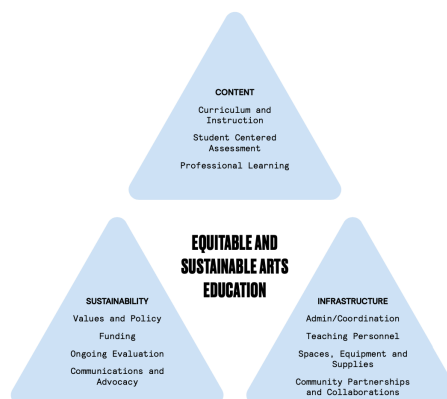 CONTENT
Curriculum and
Instruction
Student Centered
Assessment
Professional Learning
EQUITABLE AND
SUSTAINABLE ARTS
EDUCATION
SUSTAINABILITY
Values and Policy
Funding
Ongoing Evaluation
Communications and
Advocacy
INFRASTRUCTURE
Admin/Coordination
Teaching Personnel
Spaces, Equipment and
Supplies
Community Partnerships
and Collaborations